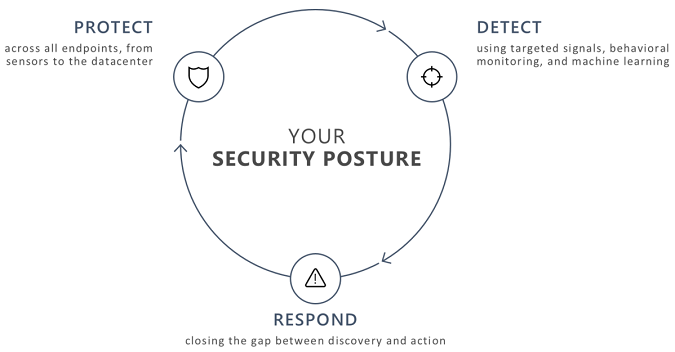 PROTECT
across all endpoints, from
sensors to the datacenter
DETECT
using targeted signals, behavioral
monitoring, and machine learning
YOUR
SECURITY POSTURE
RESPOND
closing the gap between discovery and action